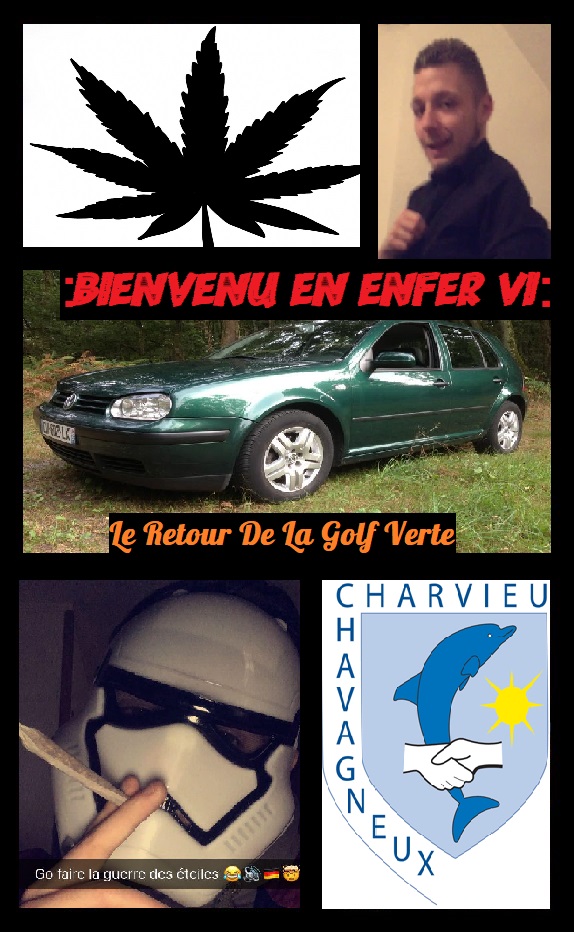 :BIENVENU EN ENFER VI:
Le Retour De La Golf Verte
Go faire la guerre des étoiles 😂🔊🇩🇪🤯
CHARVIEU
CHAVAGNEUX